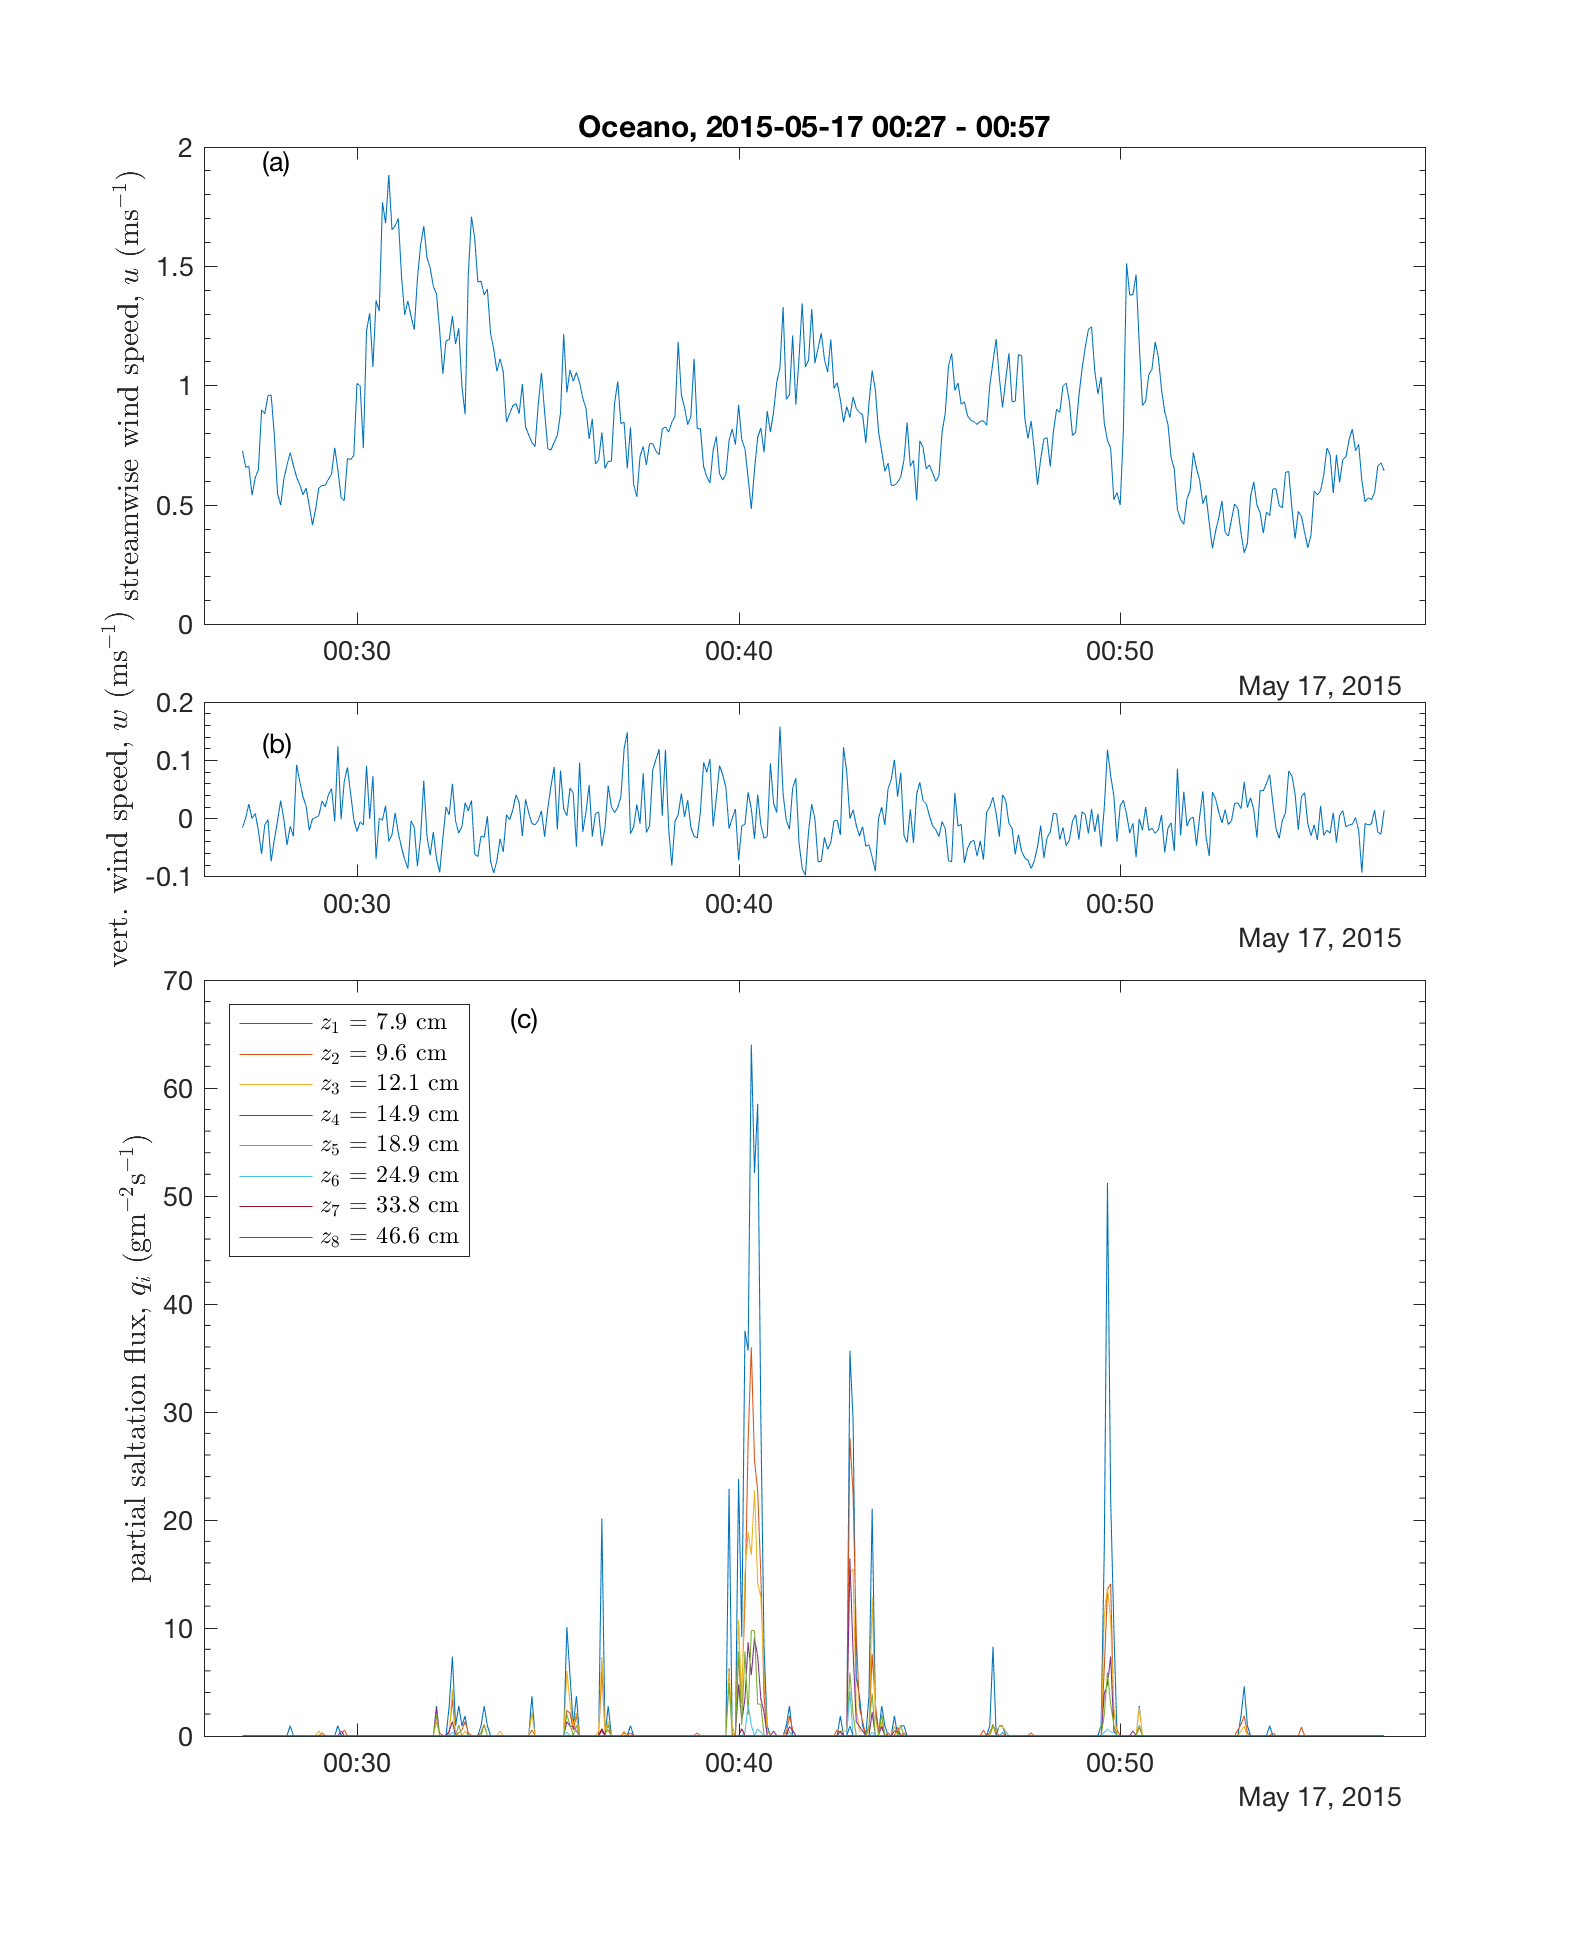 Oceano, 2015-05-17 00:27 - 00:57
(a)
streamwise wind speed, u (ms⁻¹)
2
1.5
1
0.5
0
00:30 00:40 00:50
May 17, 2015
(b)
vert. wind speed, w (ms⁻¹)
0.2
0.1
0
-0.1
00:30 00:40 00:50
May 17, 2015
(c)
partial saltation flux, qᵢ (gm⁻²s⁻¹)
70
60
50
40
30
20
10
0
z₁ = 7.9 cm
z₂ = 9.6 cm
z₃ = 12.1 cm
z₄ = 14.9 cm
z₅ = 18.9 cm
z₆ = 24.9 cm
z₇ = 33.8 cm
z₈ = 46.6 cm
00:30 00:40 00:50
May 17, 2015